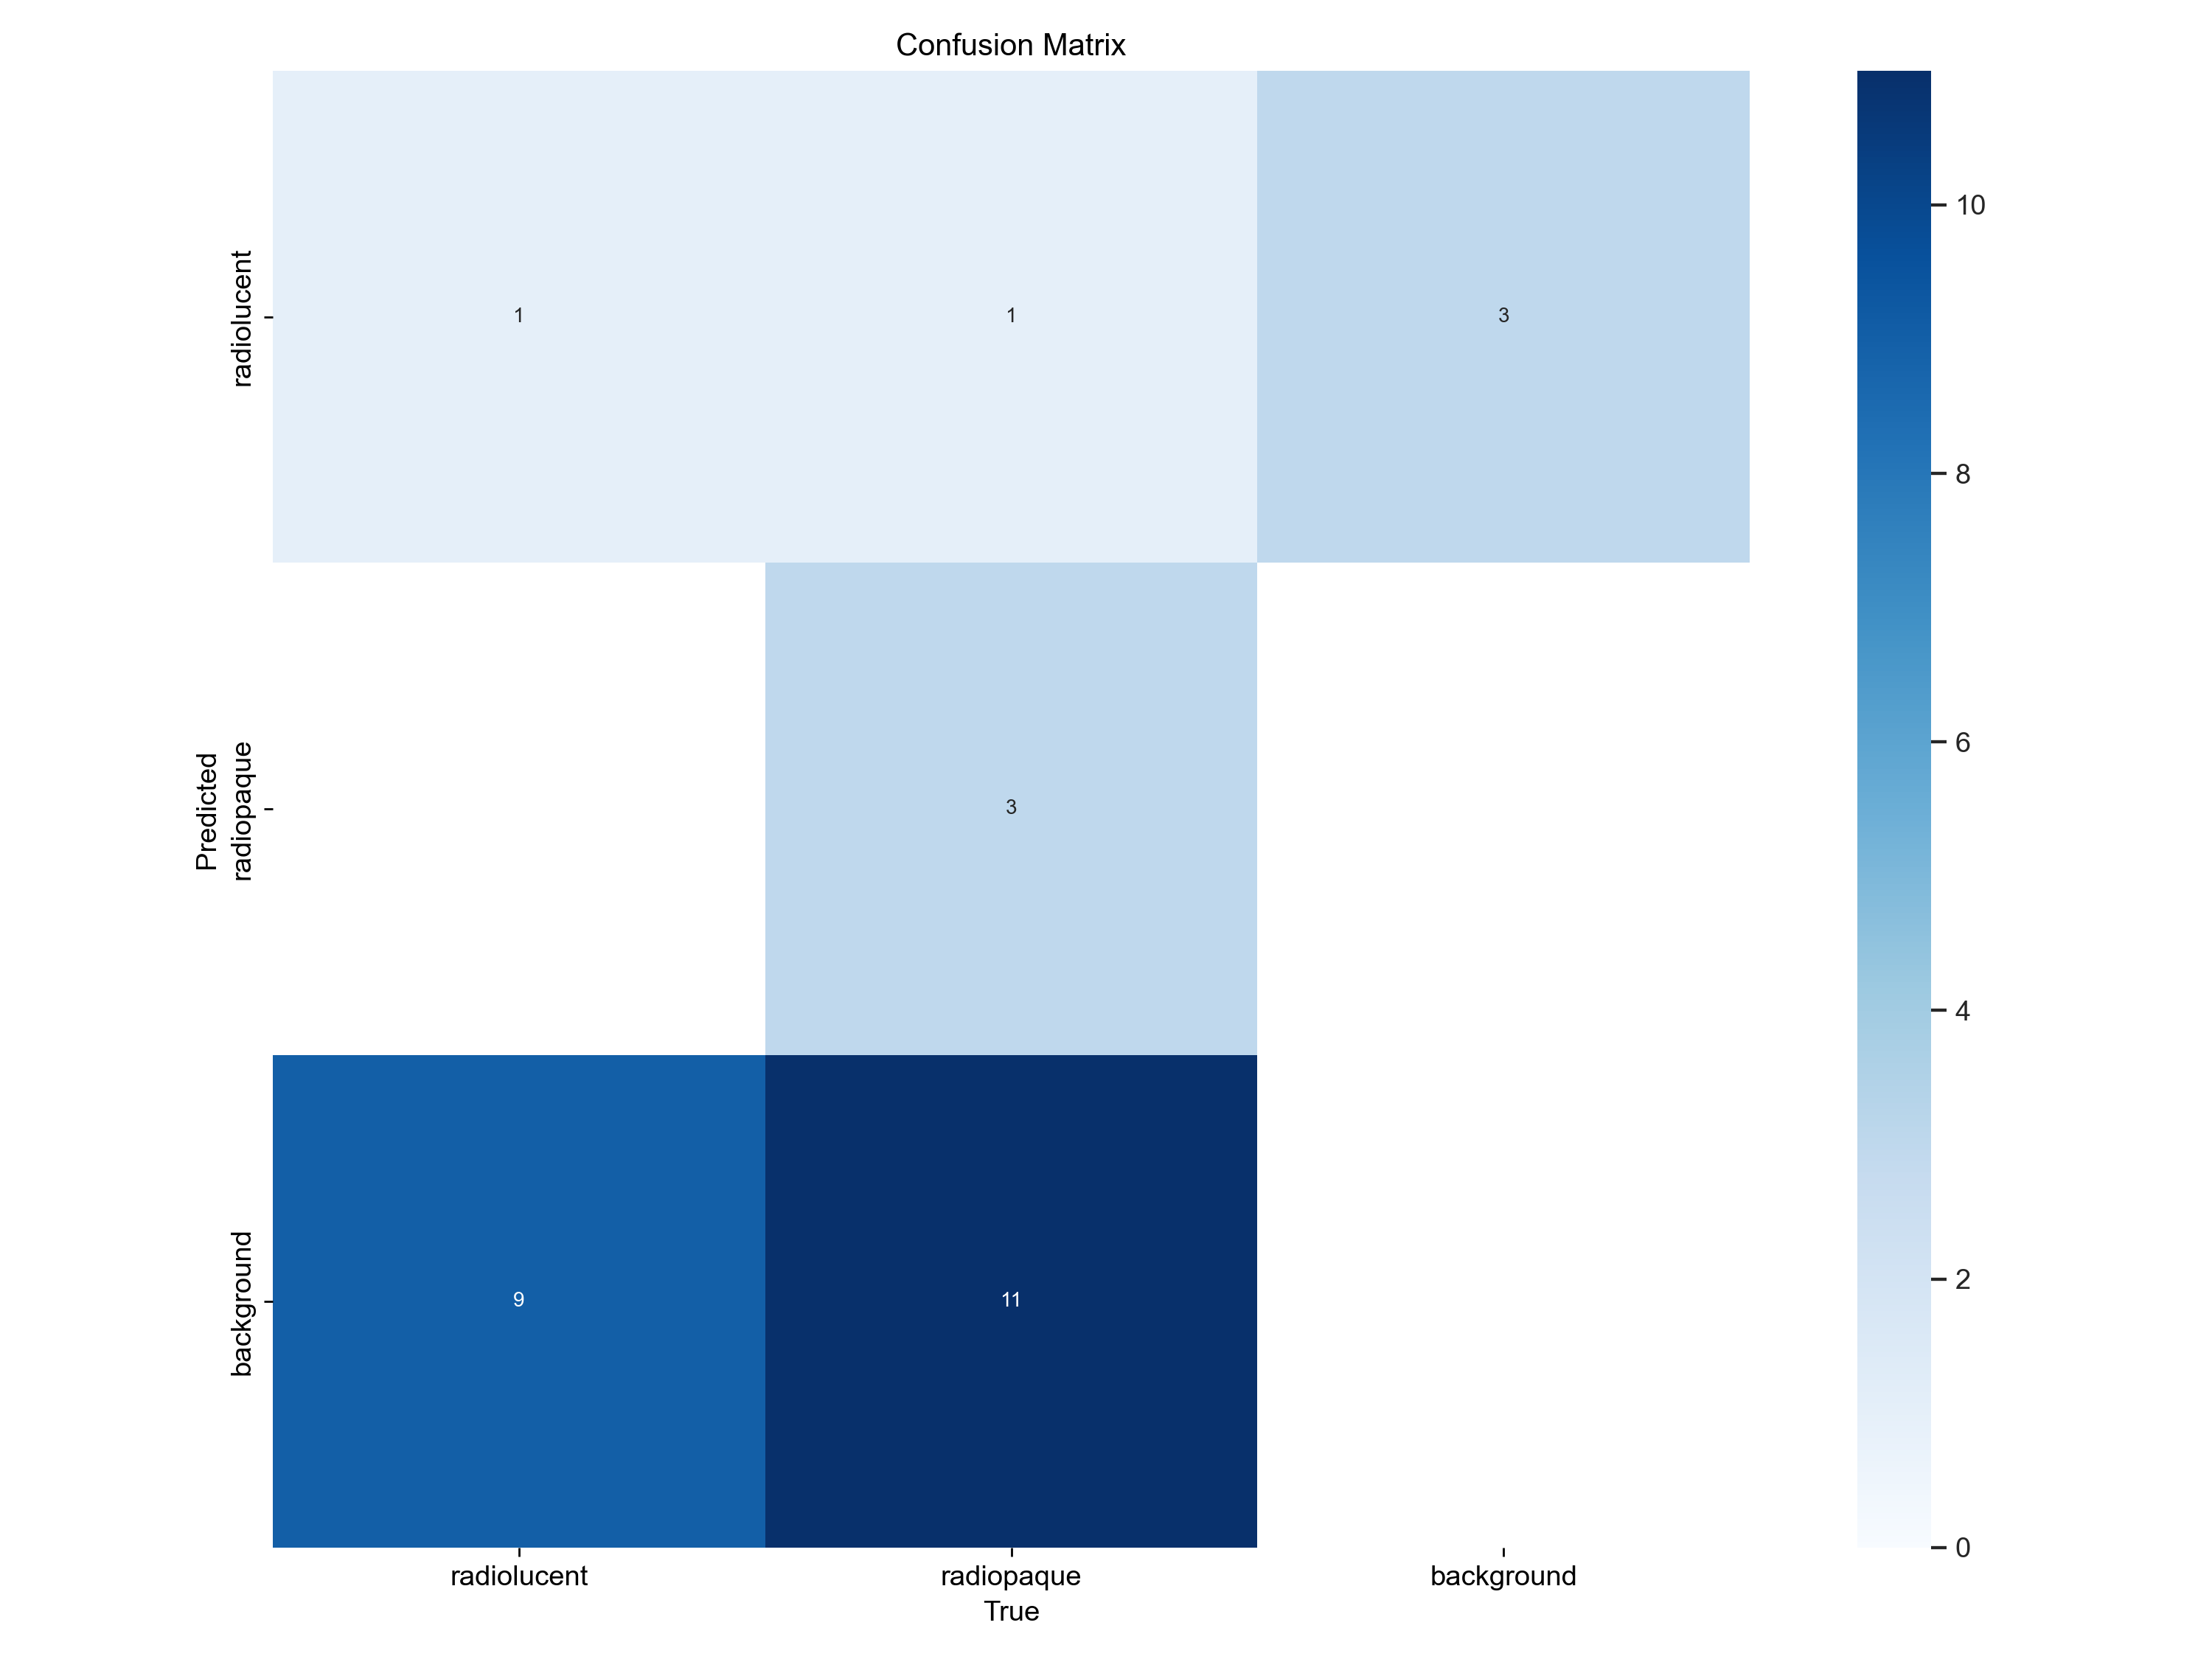 Confusion Matrix
radiolucent
1
1
3
10
8
Predicted
radiopaque
3
6
4
background
9
11
2
0
radiolucent
radiopaque
background
True